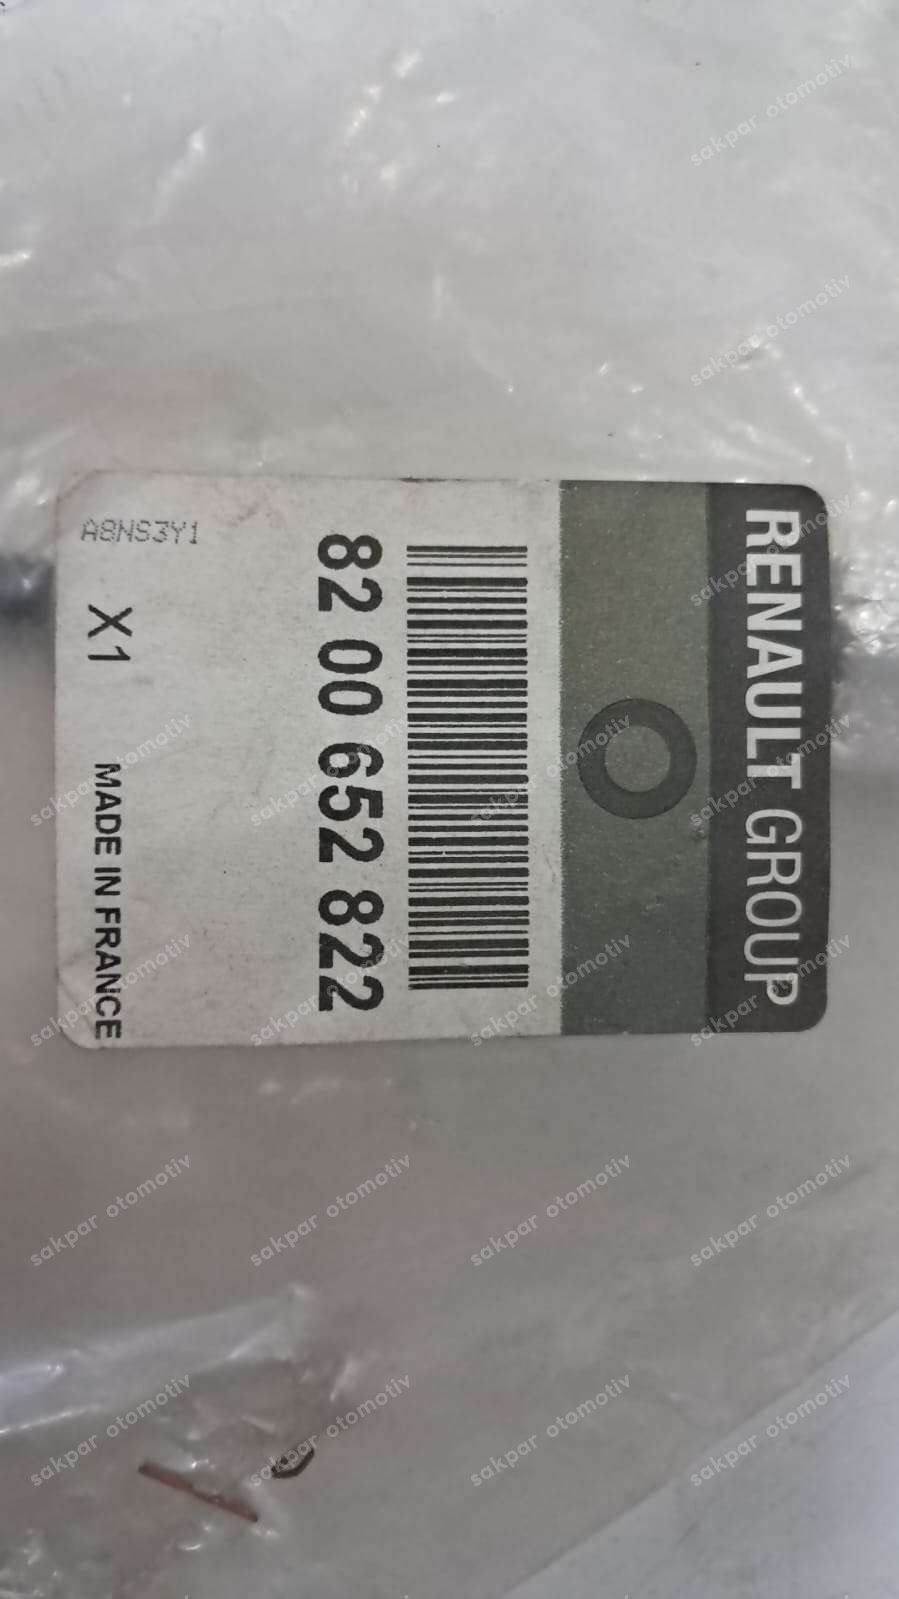 RENAULT GROUP
82 00 652 822
A8NS3Y1
X1
MADE IN FRANCE
sakpar otomotiv